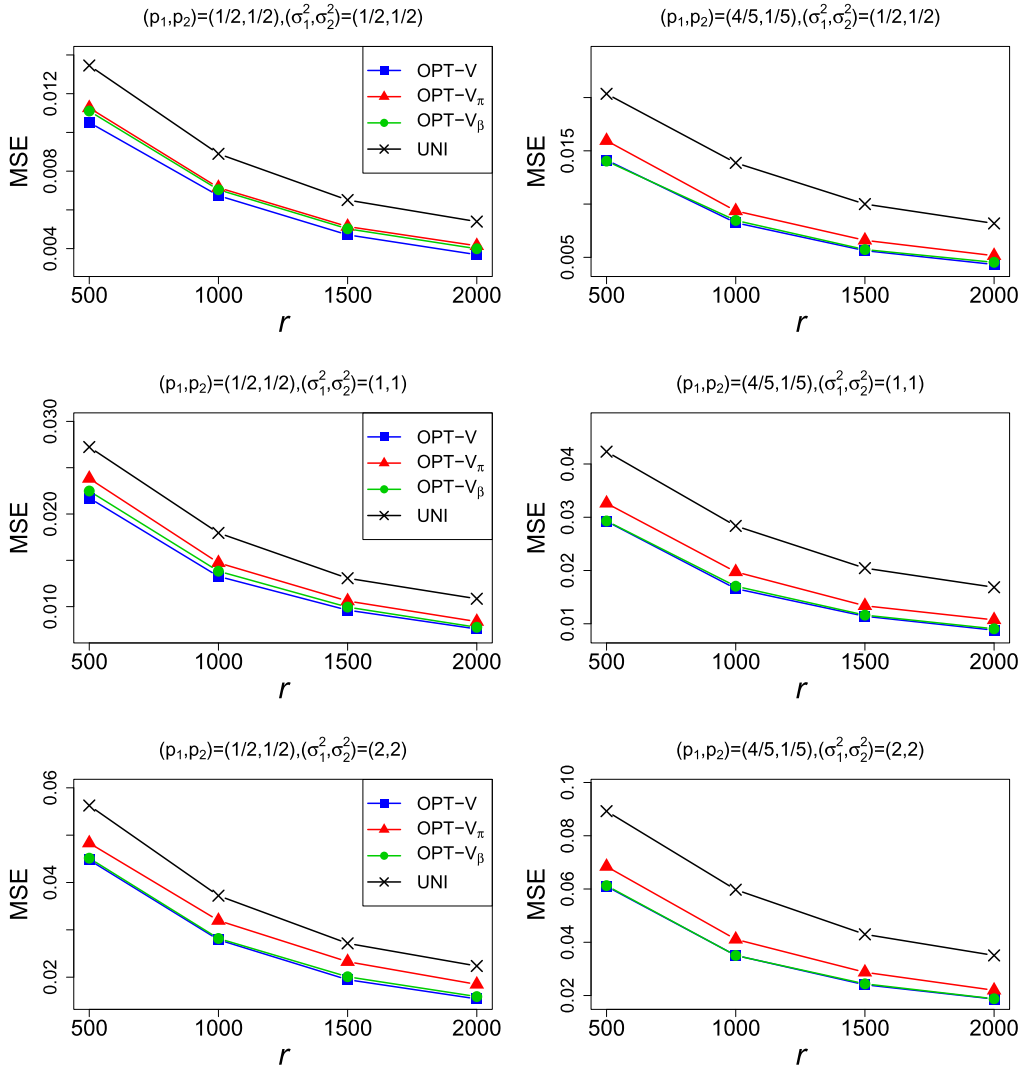 (p₁,p₂)=(1/2,1/2),(σ₁²,σ₂²)=(1/2,1/2)
MSE
0.004 0.008 0.012
OPT−V
OPT−Vπ
OPT−Vβ
UNI
500 1000 1500 2000
r
(p₁,p₂)=(4/5,1/5),(σ₁²,σ₂²)=(1/2,1/2)
MSE
0.005 0.015
500 1000 1500 2000
r
(p₁,p₂)=(1/2,1/2),(σ₁²,σ₂²)=(1,1)
MSE
0.010 0.020 0.030
OPT−V
OPT−Vπ
OPT−Vβ
UNI
500 1000 1500 2000
r
(p₁,p₂)=(4/5,1/5),(σ₁²,σ₂²)=(1,1)
MSE
0.01 0.02 0.03 0.04
500 1000 1500 2000
r
(p₁,p₂)=(1/2,1/2),(σ₁²,σ₂²)=(2,2)
MSE
0.02 0.04 0.06
OPT−V
OPT−Vπ
OPT−Vβ
UNI
500 1000 1500 2000
r
(p₁,p₂)=(4/5,1/5),(σ₁²,σ₂²)=(2,2)
MSE
0.02 0.04 0.06 0.08 0.10
500 1000 1500 2000
r